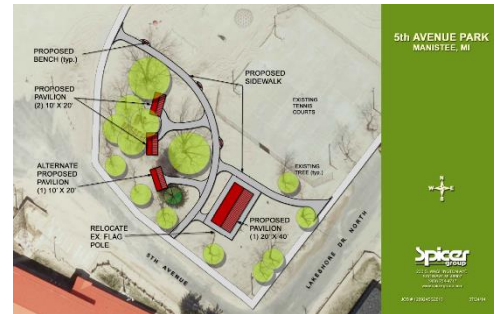 5th AVENUE PARK
MANISTEE, MI
PROPOSED
BENCH (typ.)
PROPOSED
PAVILION
(2) 10' X 20'
PROPOSED
SIDEWALK
EXISTING
TENNIS
COURTS
ALTERNATE
PROPOSED
PAVILION
(1) 10' X 20'
EXISTING
TREE (typ.)
RELOCATE
EX. FLAG
POLE
PROPOSED
PAVILION
(1) 20' X 40'
5TH AVENUE
LAKESHORE DR. NORTH
N
W
E
S
Spicer
group